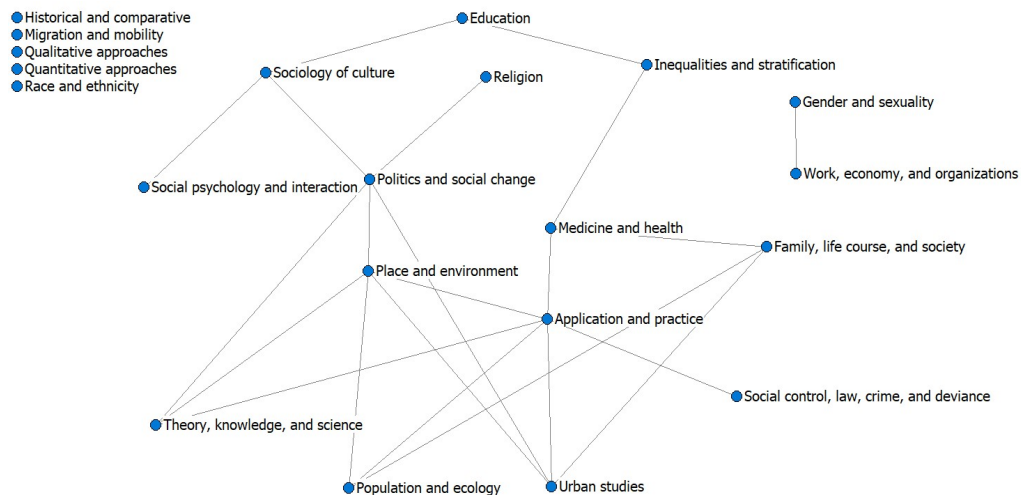 Historical and comparative
Migration and mobility
Qualitative approaches
Quantitative approaches
Race and ethnicity
Education
Sociology of culture
Religion
Inequalities and stratification
Gender and sexuality
Social psychology and interaction
Politics and social change
Work, economy, and organizations
Medicine and health
Family, life course, and society
Place and environment
Application and practice
Social control, law, crime, and deviance
Theory, knowledge, and science
Population and ecology
Urban studies